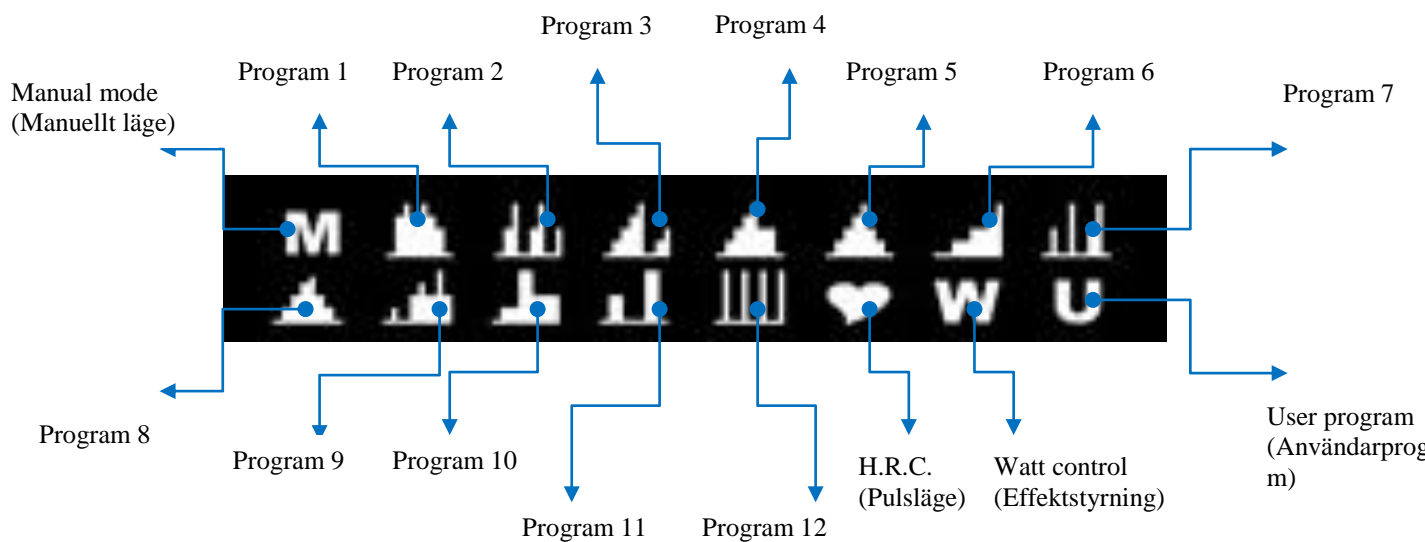 Program 3
Program 4
Program 1
Program 2
Program 5
Program 6
Manual mode
(Manuellt läge)
Program 7
M
W
U
Program 8
Program 9
Program 10
H.R.C.
(Pulsläge)
Watt control
(Effektstyrning)
User program
(Användarprog
m)
Program 11
Program 12